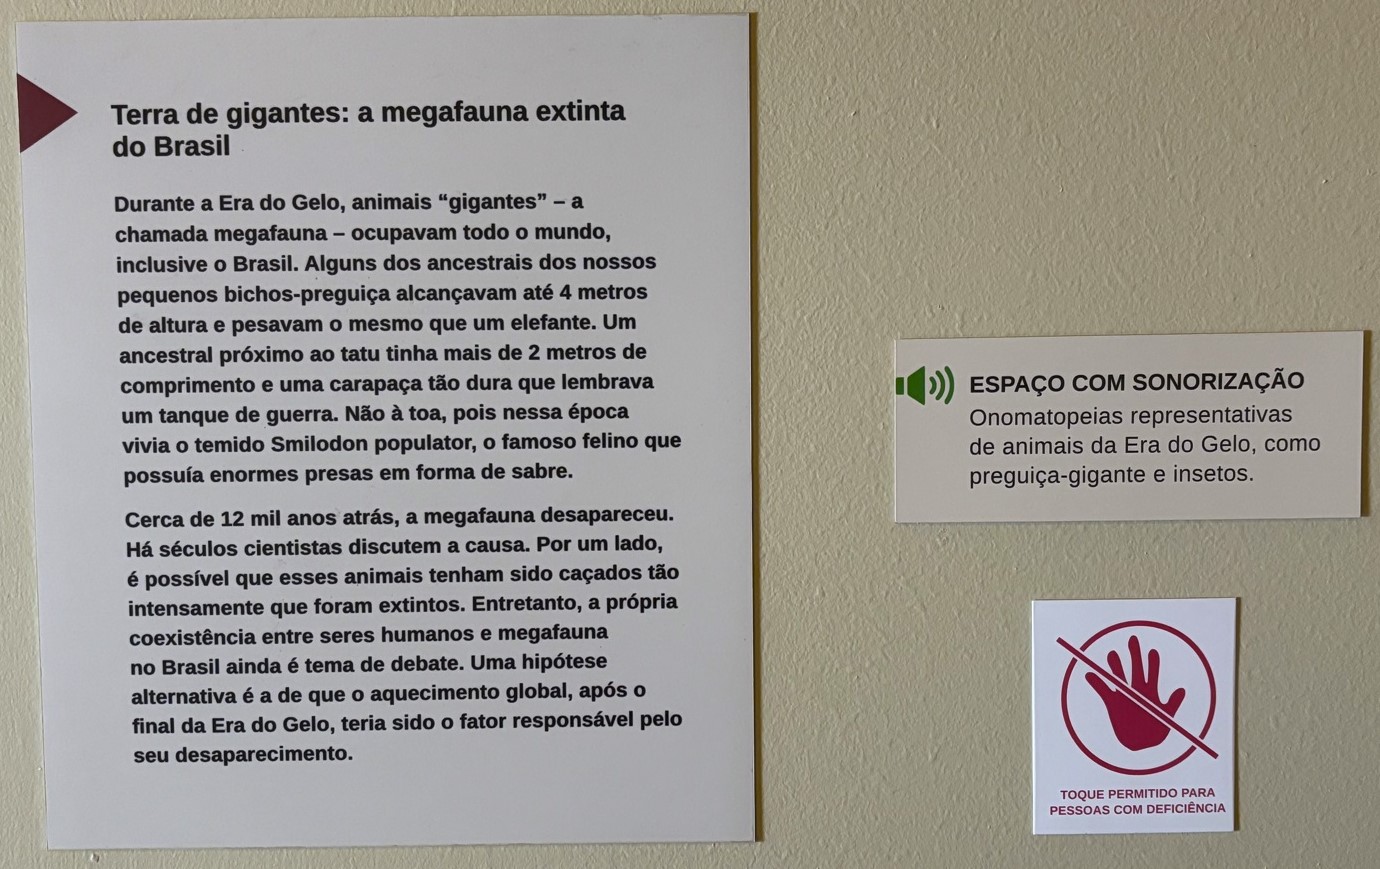 Terra de gigantes: a megafauna extinta
do Brasil
Durante a Era do Gelo, animais “gigantes” – a
chamada megafauna – ocupavam todo o mundo,
inclusive o Brasil. Alguns dos ancestrais dos nossos
pequenos bichos-preguiça alcançavam até 4 metros
de altura e pesavam o mesmo que um elefante. Um
ancestral próximo ao tatu tinha mais de 2 metros de
comprimento e uma carapaça tão dura que lembrava
um tanque de guerra. Não à toa, pois nessa época
vivia o temido Smilodon populator, o famoso felino que
possuía enormes presas em forma de sabre.
Cerca de 12 mil anos atrás, a megafauna desapareceu.
Há séculos cientistas discutem a causa. Por um lado,
é possível que esses animais tenham sido caçados tão
intensamente que foram extintos. Entretanto, a própria
coexistência entre seres humanos e megafauna
no Brasil ainda é tema de debate. Uma hipótese
alternativa é a de que o aquecimento global, após o
final da Era do Gelo, teria sido o fator responsável pelo
seu desaparecimento.
ESPAÇO COM SONORIZAÇÃO
Onomatopeias representativas
de animais da Era do Gelo, como
preguiça-gigante e insetos.
TOQUE PERMITIDO PARA
PESSOAS COM DEFICIÊNCIA